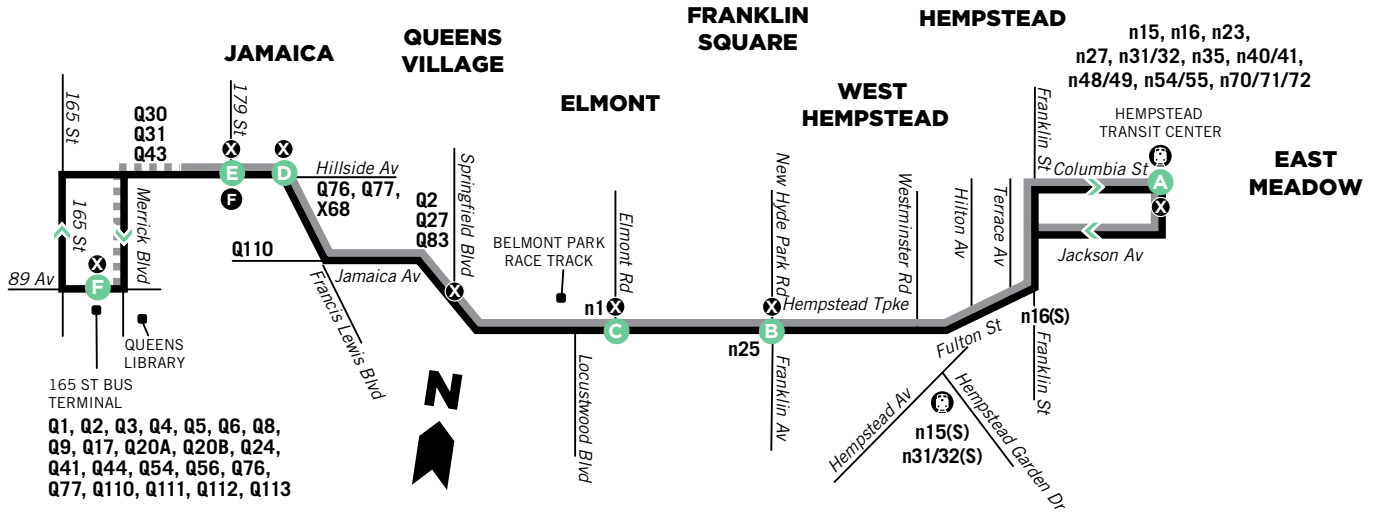 JAMAICA
QUEENS
VILLAGE
FRANKLIN
SQUARE
HEMPSTEAD
ELMONT
WEST
HEMPSTEAD
EAST
MEADOW
n15, n16, n23,
n27, n31/32, n35, n40/41,
n48/49, n54/55, n70/71/72
HEMPSTEAD
TRANSIT CENTER
165 St
Q30
Q31
Q43
179 St
X
X
E
D
F
Hillside Av
Q76, Q77,
X68
165 St
Merrick Blvd
89 Av
X
F
QUEENS
LIBRARY
165 ST BUS
TERMINAL
Q1, Q2, Q3, Q4, Q5, Q6, Q8,
Q9, Q17, Q20A, Q20B, Q24,
Q41, Q44, Q54, Q56, Q76,
Q77, Q110, Q111, Q112, Q113
Q110
Francis Lewis Blvd
Jamaica Av
Q2
Q27
Q83
Springfield Blvd
X
BELMONT PARK
RACE TRACK
Elmont Rd
n1
X
C
Locustwood Blvd
New Hyde Park Rd
X
Hempstead Tpke
B
n25
Franklin Av
Westminster Rd
Hilton Av
Terrace Av
Franklin St
Columbia St
A
X
Jackson Av
n16(S)
Franklin St
Fulton St
Hempstead Av
n15(S)
n31/32(S)
Hempstead Garden Dr
N